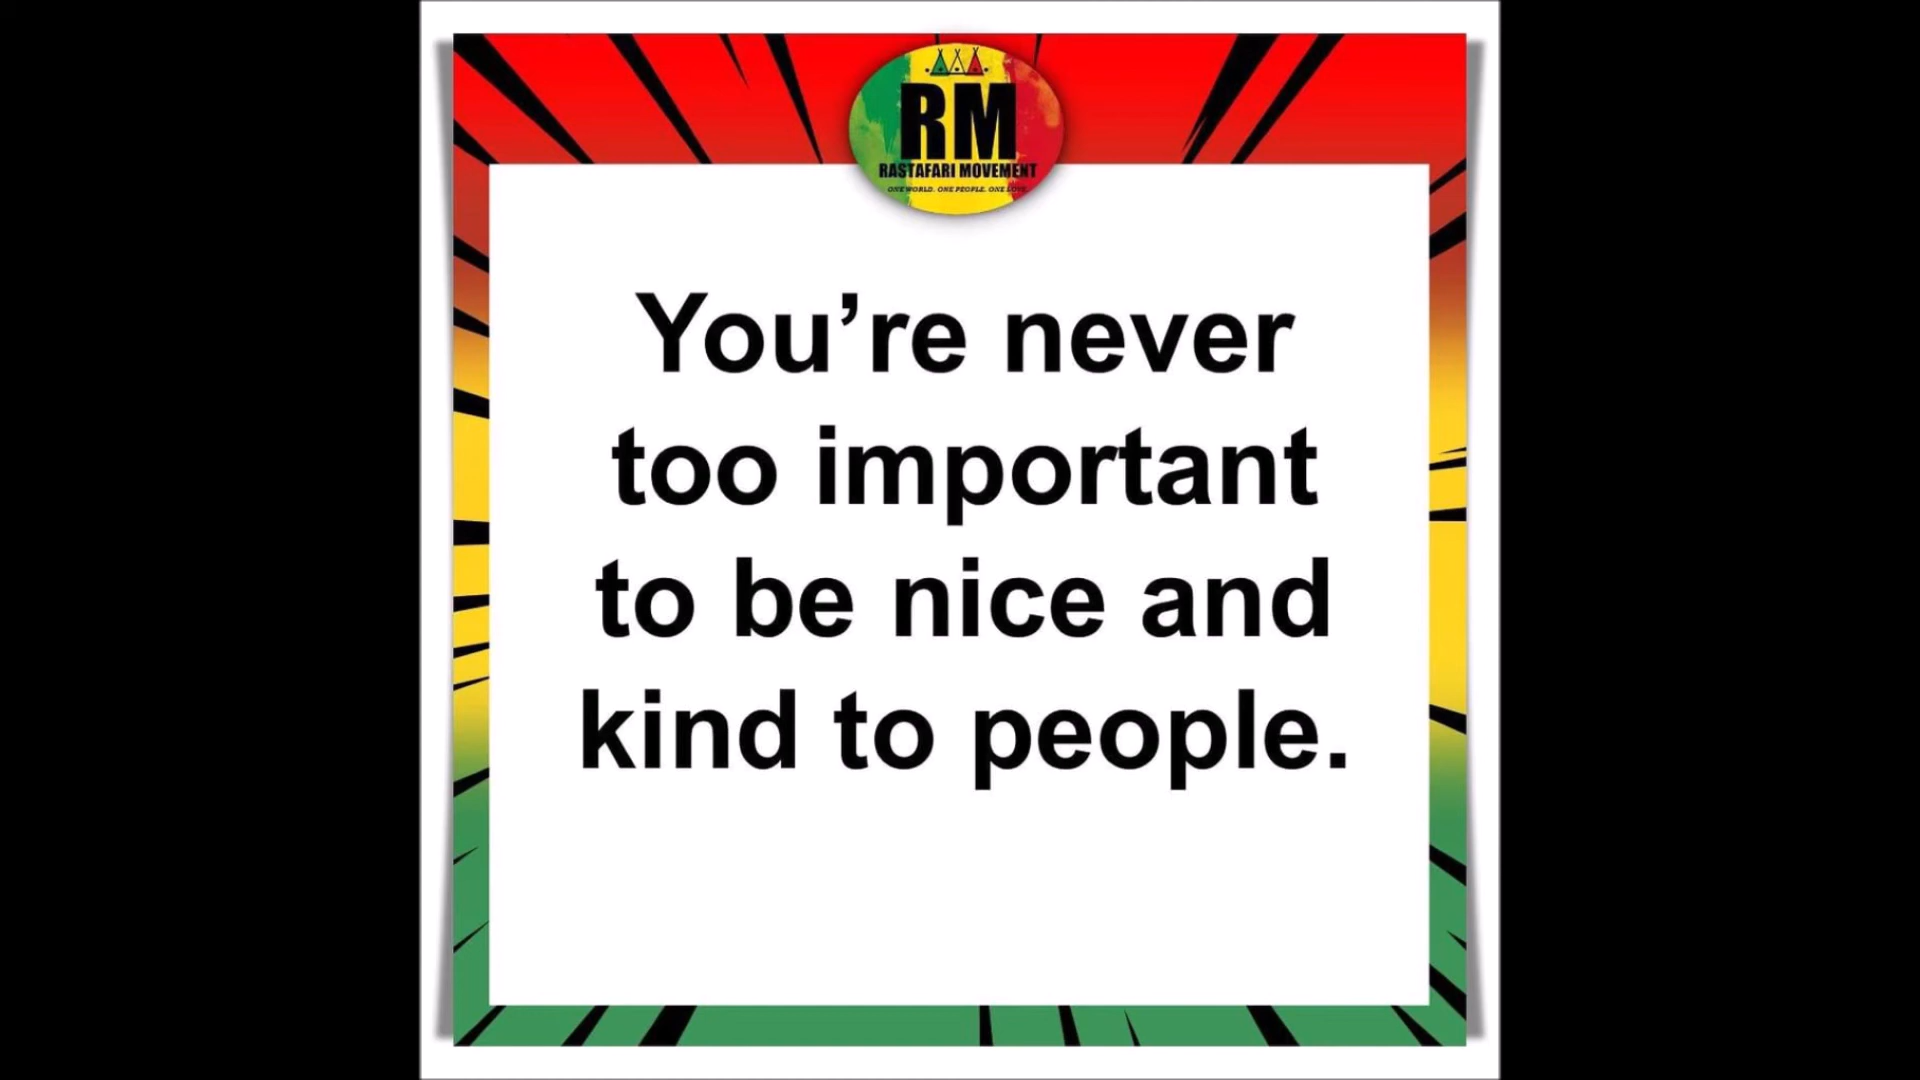 RM
RASTAFARI MOVEMENT
ONE WORLD. ONE PEOPLE. ONE LOVE.
You’re never
too important
to be nice and
kind to people.